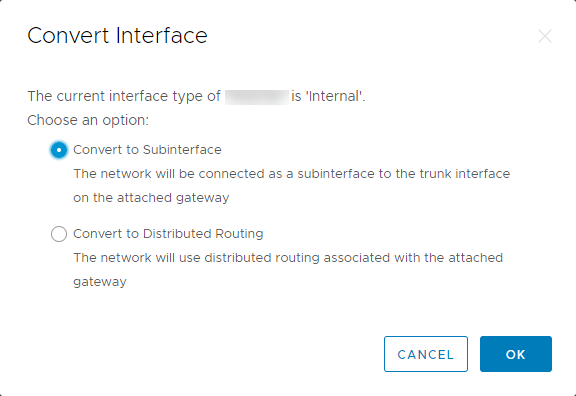 Convert Interface
The current interface type of is 'Internal'.
Choose an option:
Convert to Subinterface
The network will be connected as a subinterface to the trunk interface
on the attached gateway
Convert to Distributed Routing
The network will use distributed routing associated with the attached
gateway
CANCEL OK